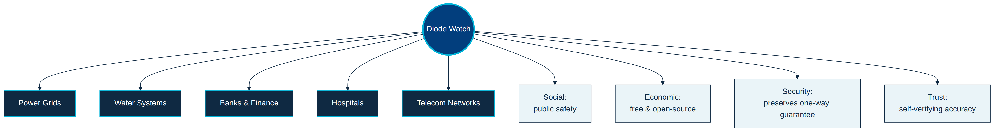 Diode Watch
Power Grids
Water Systems
Banks & Finance
Hospitals
Telecom Networks
Social:
public safety
Economic:
free & open-source
Security:
preserves one-way
guarantee
Trust:
self-verifying accuracy